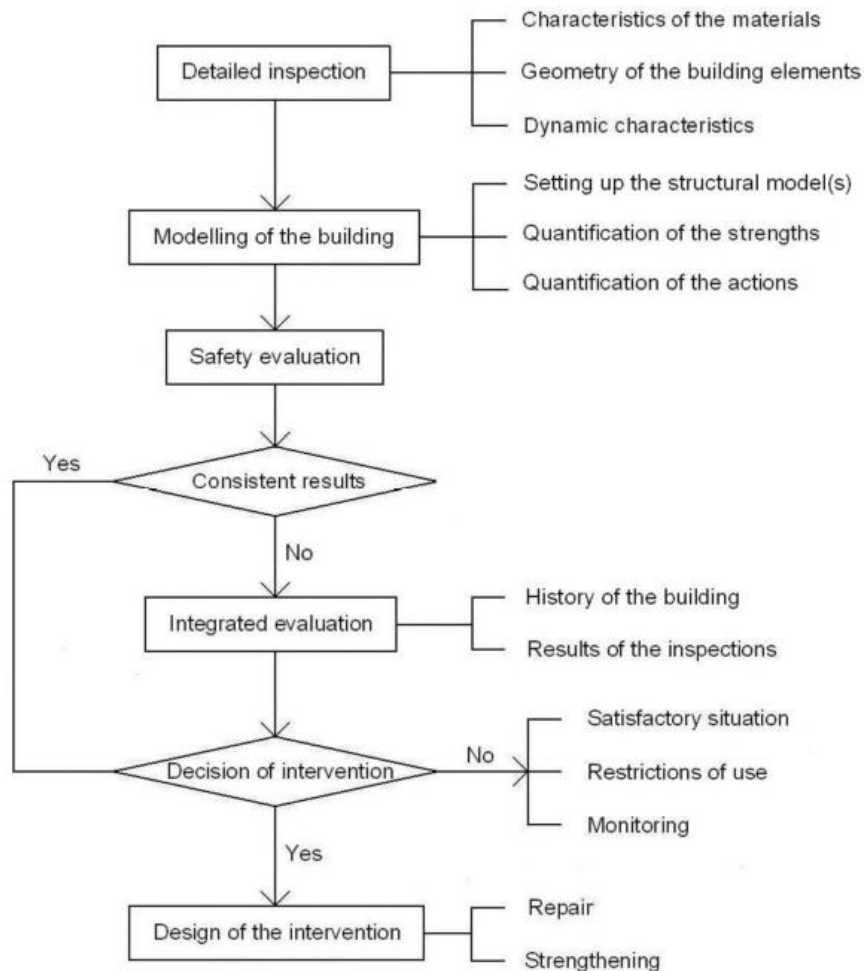 Characteristics of the materials
Detailed inspection
Geometry of the building elements
Dynamic characteristics
Setting up the structural model(s)
Modelling of the building
Quantification of the strengths
Quantification of the actions
Safety evaluation
Yes
Consistent results
No
History of the building
Integrated evaluation
Results of the inspections
Satisfactory situation
No
Decision of intervention
Restrictions of use
Monitoring
Yes
Repair
Design of the intervention
Strengthening